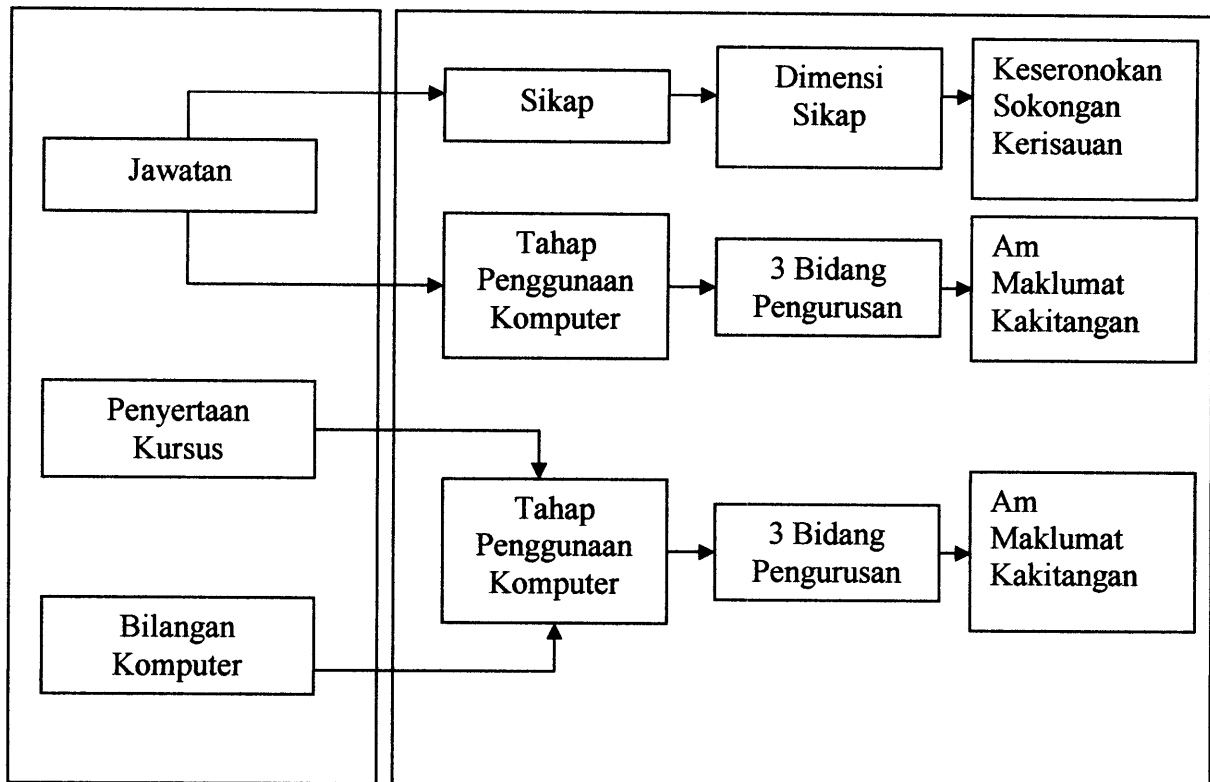 Jawatan
Sikap
Dimensi
Sikap
Keseronokan
Sokongan
Kerisauan
Tahap
Penggunaan
Komputer
3 Bidang
Pengurusan
Am
Maklumat
Kakitangan
Penyertaan
Kursus
Bilangan
Komputer
Tahap
Penggunaan
Komputer
3 Bidang
Pengurusan
Am
Maklumat
Kakitangan